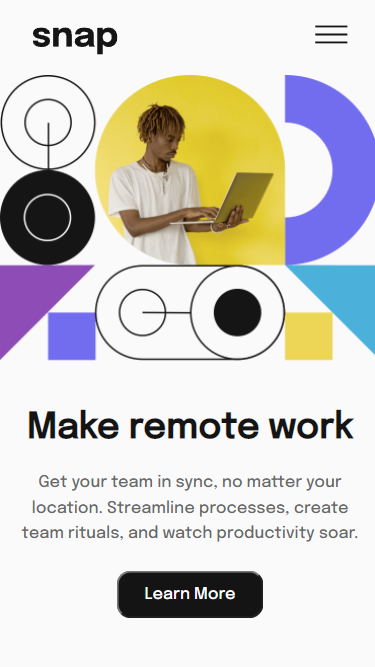 snap
Make remote work
Get your team in sync, no matter your
location. Streamline processes, create
team rituals, and watch productivity soar.
Learn More